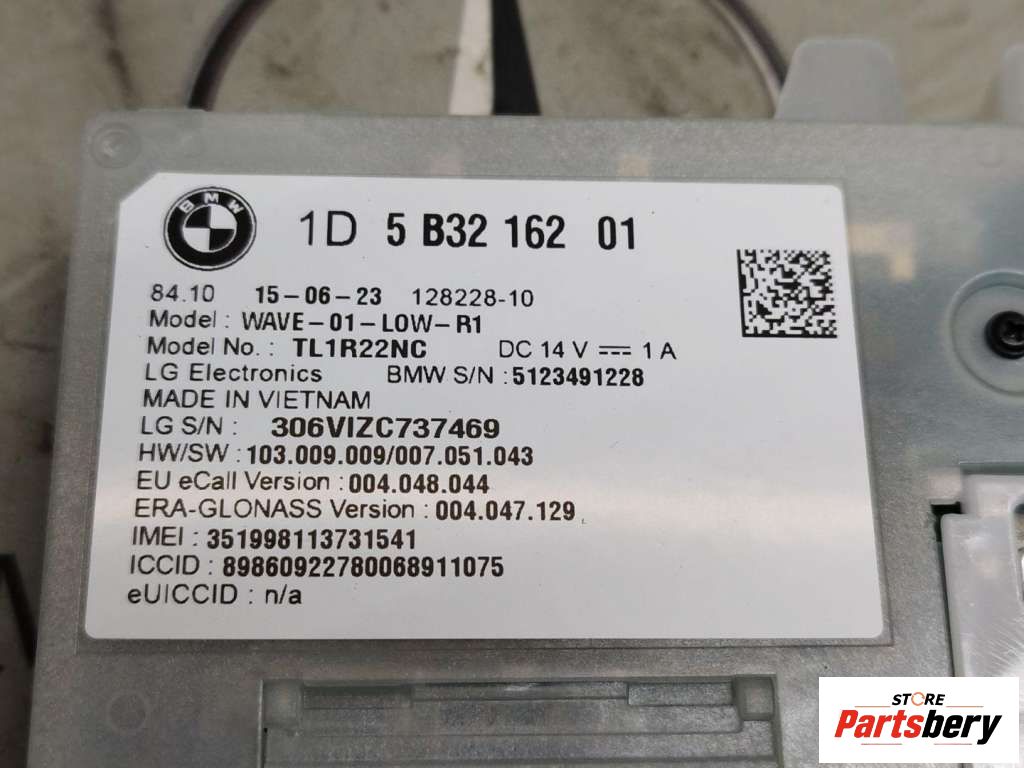 BMW
1D 5 B32 162 01
84.10 15-06-23 128228-10
Model : WAVE-01-LOW-R1
Model No. : TL1R22NC DC 14 V ⎓ 1 A
LG Electronics BMW S/N : 5123491228
MADE IN VIETNAM
LG S/N : 306VIZC737469
HW/SW : 103.009.009/007.051.043
EU eCall Version : 004.048.044
ERA-GLONASS Version : 004.047.129
IMEI : 351998113731541
ICCID : 89860922780068911075
eUICCID : n/a
STORE
Partsbery